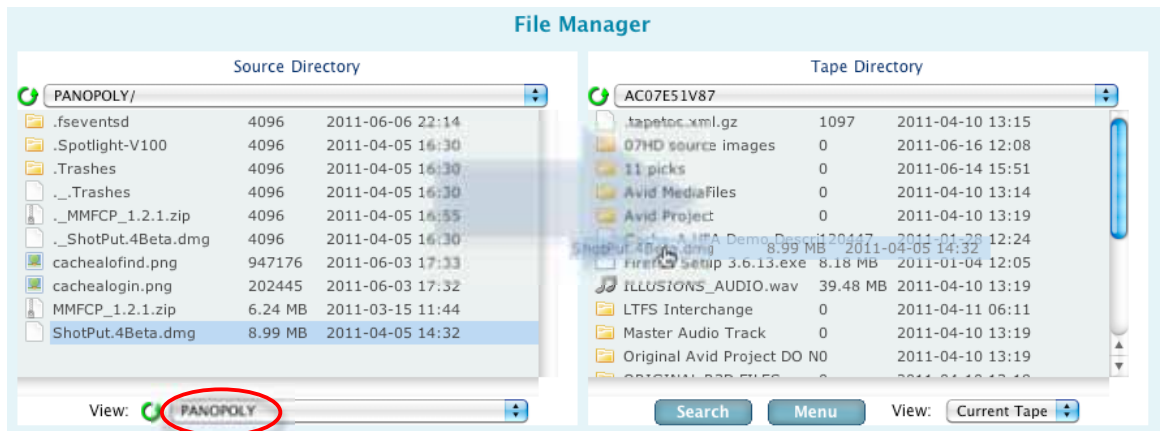 File Manager
Source Directory
PANOPOLY/
.fseventsd 4096 2011-06-06 22:14
.Spotlight-V100 4096 2011-04-05 16:30
.Trashes 4096 2011-04-05 16:30
._.Trashes 4096 2011-04-05 16:30
._MMFCP_1.2.1.zip 4096 2011-04-05 16:55
._ShotPut.4Beta.dmg 4096 2011-04-05 16:30
cachealofind.png 947176 2011-06-03 17:33
cachealogin.png 202445 2011-06-03 17:32
MMFCP_1.2.1.zip 6.24 MB 2011-03-15 11:44
ShotPut.4Beta.dmg 8.99 MB 2011-04-05 14:32
View: PANOPOLY
Tape Directory
AC07E51V87
.tapetoc.xml.gz 1097 2011-04-10 13:15
07HD source images 0 2011-06-16 12:08
11 picks 0 2011-06-14 15:51
Avid MediaFiles 0 2011-04-10 13:14
Avid Project 0 2011-04-10 13:19
Demo Descri 120447 2011-01-28 12:24
ShotPut.4Beta.dmg 8.99 MB 2011-04-05 14:32
Firefox Setup 3.6.13.exe 8.18 MB 2011-01-04 12:05
ILLUSIONS_AUDIO.wav 39.48 MB 2011-04-10 13:19
LTFS Interchange 0 2011-04-11 06:11
Master Audio Track 0 2011-04-10 13:19
Original Avid Project DO N0 2011-04-10 13:19
Search Menu View: Current Tape